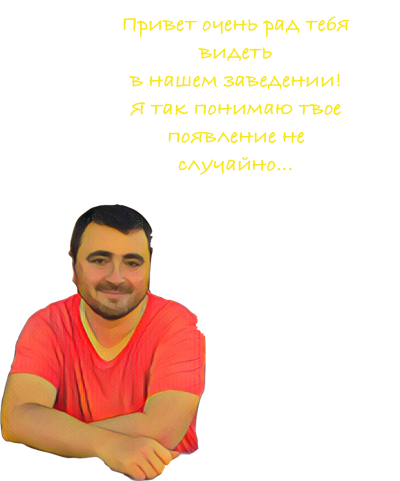 Привет очень рад тебя
видеть
в нашем заведении!
Я так понимаю твое
появление не
случайно...